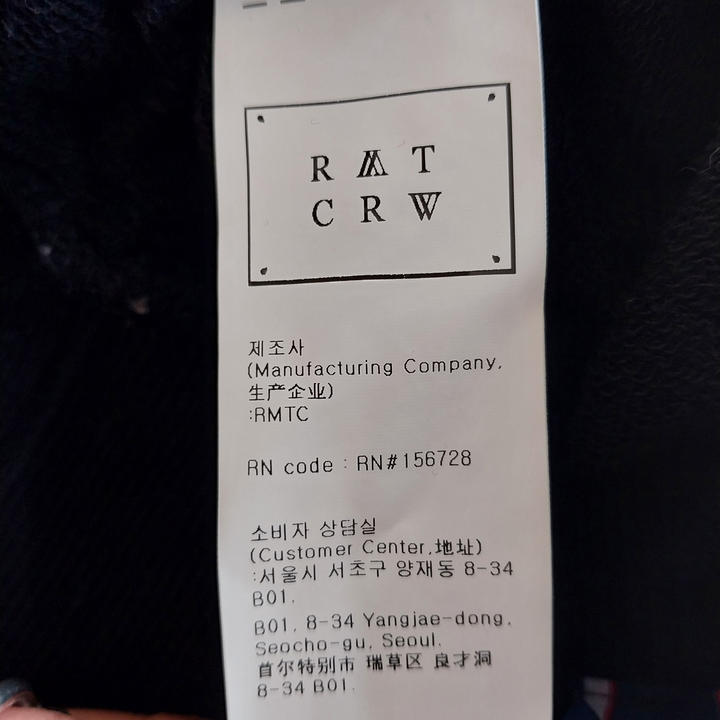 R M T
C R W
제조사
(Manufacturing Company,
生产企业)
:RMTC
RN code : RN#156728
소비자 상담실
(Customer Center,地址)
:서울시 서초구 양재동 8-34
B01.
B01, 8-34 Yangjae-dong,
Seocho-gu, Seoul.
首尔特别市 瑞草区 良才洞
8-34 B01.